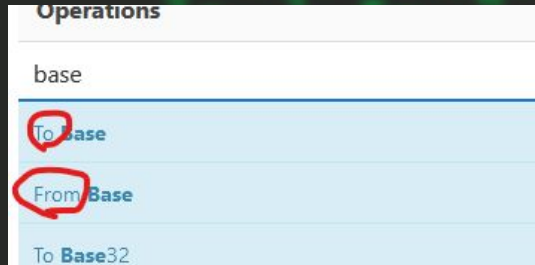 Operations
base
To Base
From Base
To Base32